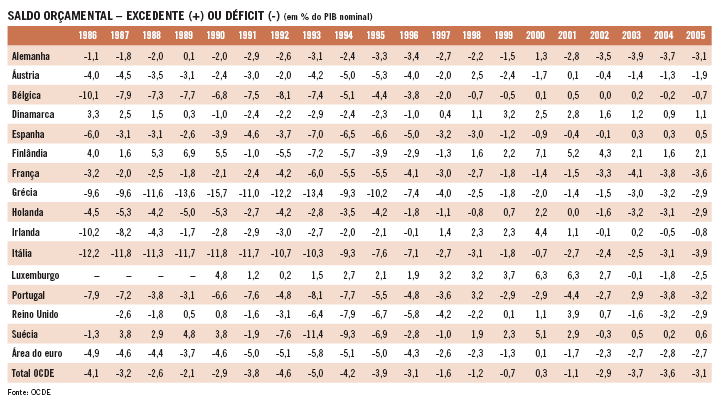 SALDO ORÇAMENTAL – EXCEDENTE (+) OU DÉFICIT (-) (em % do PIB nominal)
1986 1987 1988 1989 1990 1991 1992 1993 1994 1995 1996 1997 1998 1999 2000 2001 2002 2003 2004 2005
Alemanha -1,1 -1,8 -2,0 0,1 -2,0 -2,9 -2,6 -3,1 -2,4 -3,3 -3,4 -2,7 -2,2 -1,5 1,3 -2,8 -3,5 -3,9 -3,7 -3,1
Áustria -4,0 -4,5 -3,5 -3,1 -2,4 -3,0 -2,0 -4,2 -5,0 -5,3 -4,0 -2,0 2,5 -2,4 -1,7 0,1 -0,4 -1,4 -1,3 -1,9
Bélgica -10,1 -7,9 -7,3 -7,7 -6,8 -7,5 -8,1 -7,4 -5,1 -4,4 -3,8 -2,0 -0,7 -0,5 0,1 0,5 0,0 0,2 -0,2 -0,7
Dinamarca 3,3 2,5 1,5 0,3 -1,0 -2,4 -2,2 -2,9 -2,4 -2,3 -1,0 0,4 1,1 3,2 2,5 2,8 1,6 1,2 0,9 1,1
Espanha -6,0 -3,1 -3,1 -2,6 -3,9 -4,6 -3,7 -7,0 -6,5 -6,6 -5,0 -3,2 -3,0 -1,2 -0,9 -0,4 -0,1 0,3 0,3 0,5
Finlândia 4,0 1,6 5,3 6,9 5,5 -1,0 -5,5 -7,2 -5,7 -3,9 -2,9 -1,3 1,6 2,2 7,1 5,2 4,3 2,1 1,6 2,1
França -3,2 -2,0 -2,5 -1,8 -2,1 -2,4 -4,2 -6,0 -5,5 -5,5 -4,1 -3,0 -2,7 -1,8 -1,4 -1,5 -3,3 -4,1 -3,8 -3,6
Grécia -9,6 -9,6 -11,6 -13,6 -15,7 -11,0 -12,2 -13,4 -9,3 -10,2 -7,4 -4,0 -2,5 -1,8 -2,0 -1,4 -1,5 -3,0 -3,2 -2,9
Holanda -4,5 -5,3 -4,2 -5,0 -5,3 -2,7 -4,2 -2,8 -3,5 -4,2 -1,8 -1,1 -0,8 0,7 2,2 0,0 -1,6 -3,2 -3,1 -2,9
Irlanda -10,2 -8,2 -4,3 -1,7 -2,8 -2,9 -3,0 -2,7 -2,0 -2,1 -0,1 1,4 2,3 2,3 4,4 1,1 -0,1 0,2 -0,5 -0,8
Itália -12,2 -11,8 -11,3 -11,7 -11,8 -11,7 -10,7 -10,3 -9,3 -7,6 -7,1 -2,7 -3,1 -1,8 -0,7 -2,7 -2,4 -2,5 -3,1 -3,9
Luxemburgo – – – – 4,8 1,2 0,2 1,5 2,7 2,1 1,9 3,2 3,2 3,7 6,3 6,3 2,7 -0,1 -1,8 -2,5
Portugal -7,9 -7,2 -3,8 -3,1 -6,6 -7,6 -4,8 -8,1 -7,7 -5,5 -4,8 -3,6 3,2 -2,9 -2,9 -4,4 -2,7 2,9 -3,8 -3,2
Reino Unido -2,6 -1,8 0,5 0,8 -1,6 -3,1 -6,4 -7,9 -6,7 -5,8 -4,2 -2,2 0,1 1,1 3,9 0,7 -1,6 -3,2 -2,9
Suécia -1,3 3,8 2,9 4,8 3,8 -1,9 -7,6 -11,4 -9,3 -6,9 -2,8 -1,0 1,9 2,3 5,1 2,9 -0,3 0,5 0,2 0,6
Área do euro -4,9 -4,6 -4,4 -3,7 -4,6 -5,0 -5,1 -5,8 -5,1 -5,0 -4,3 -2,6 -2,3 -1,3 0,1 -1,7 -2,3 -2,7 -2,8 -2,7
Total OCDE -4,1 -3,2 -2,6 -2,1 -2,9 -3,8 -4,6 -5,0 -4,2 -3,9 -3,1 -1,6 -1,2 -0,7 0,3 -1,1 -2,9 -3,7 -3,6 -3,1
Fonte: OCDE